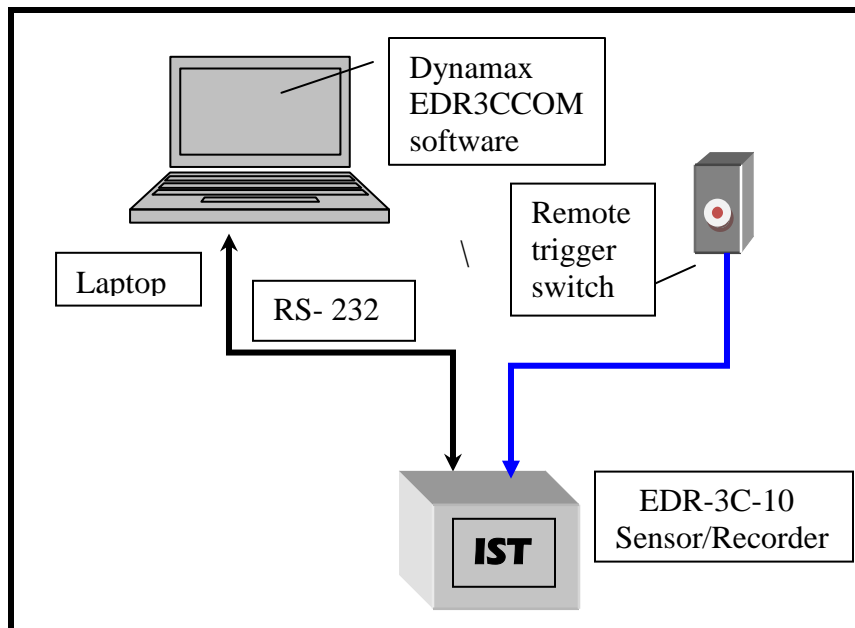 Dynamax
EDR3CCOM
software
Remote
trigger
switch
Laptop
RS- 232
EDR-3C-10
Sensor/Recorder
IST